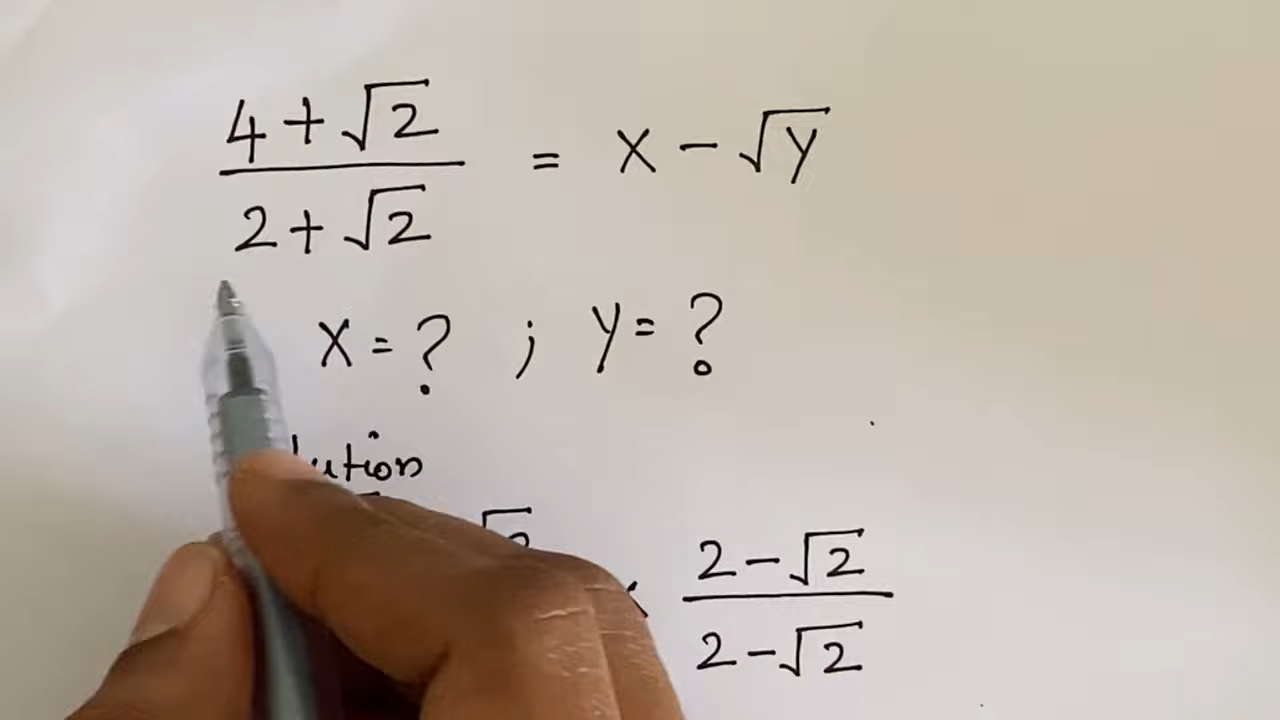 4+√2
―――― = x - √y
2+√2
x = ? ; y = ?
2-√2
――――
2-√2